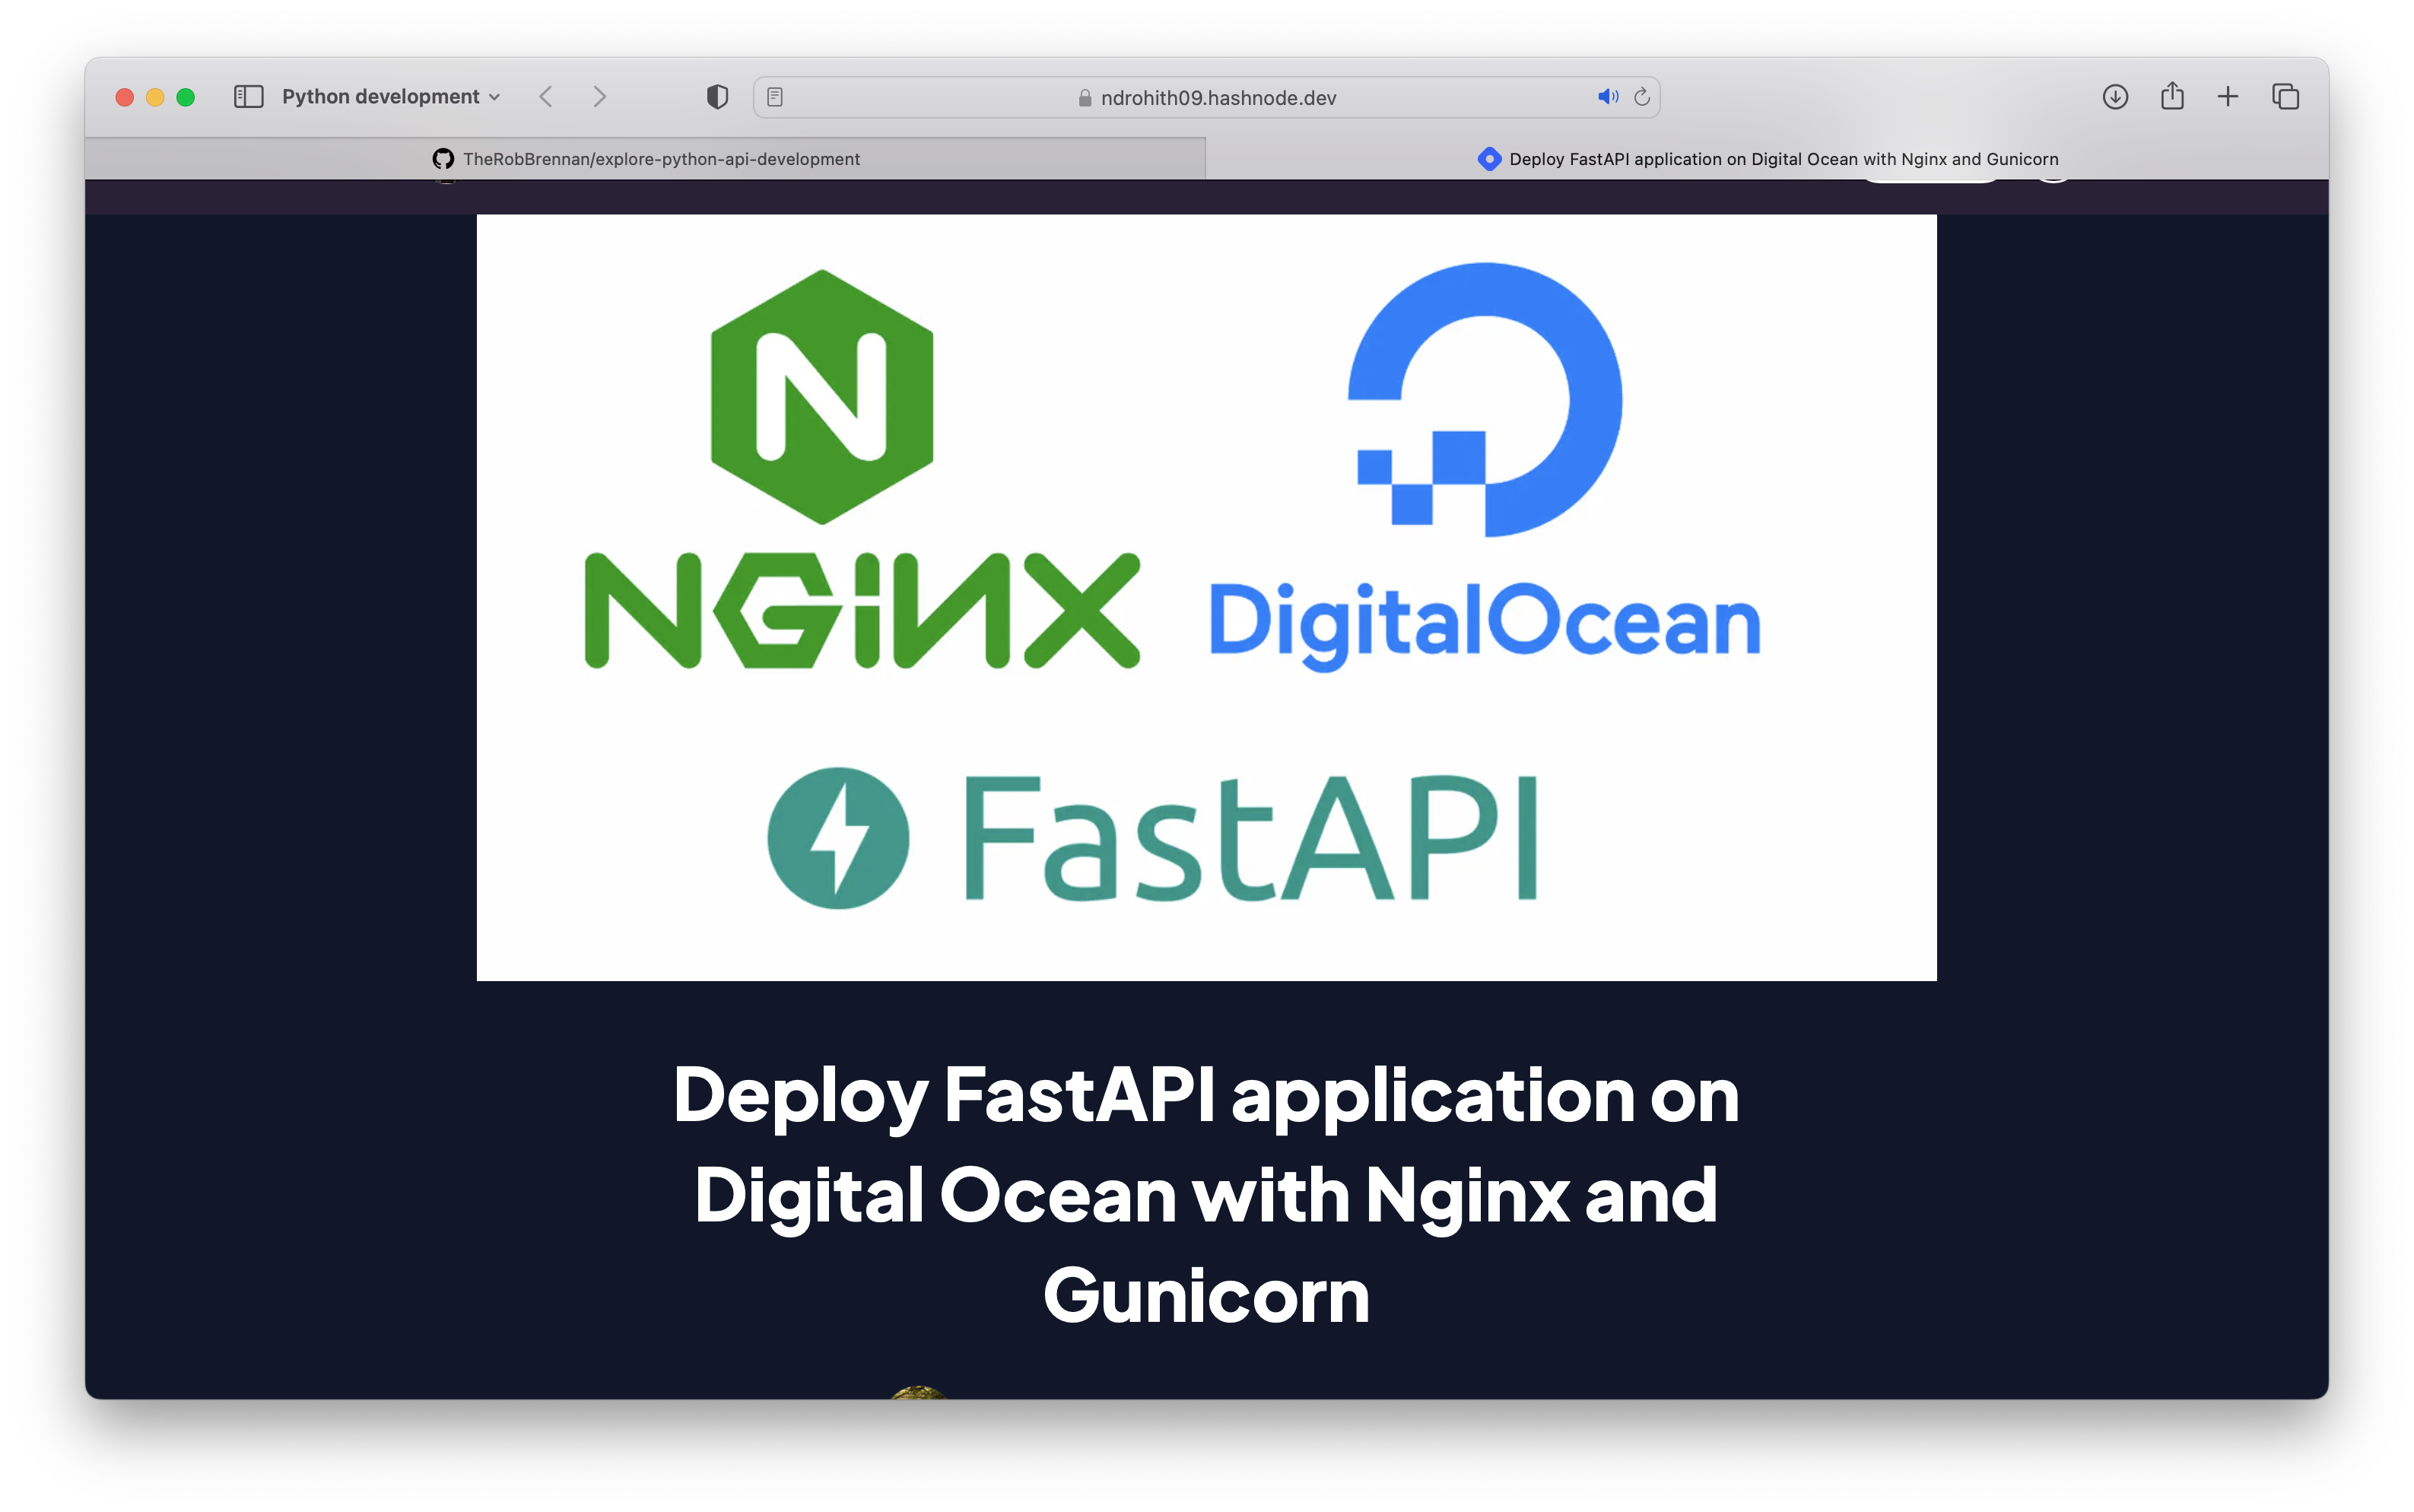 Python development
ndrohith09.hashnode.dev
TheRobBrennan/explore-python-api-development
Deploy FastAPI application on Digital Ocean with Nginx and Gunicorn
N
NGiNX
DigitalOcean
FastAPI
Deploy FastAPI application on
Digital Ocean with Nginx and
Gunicorn